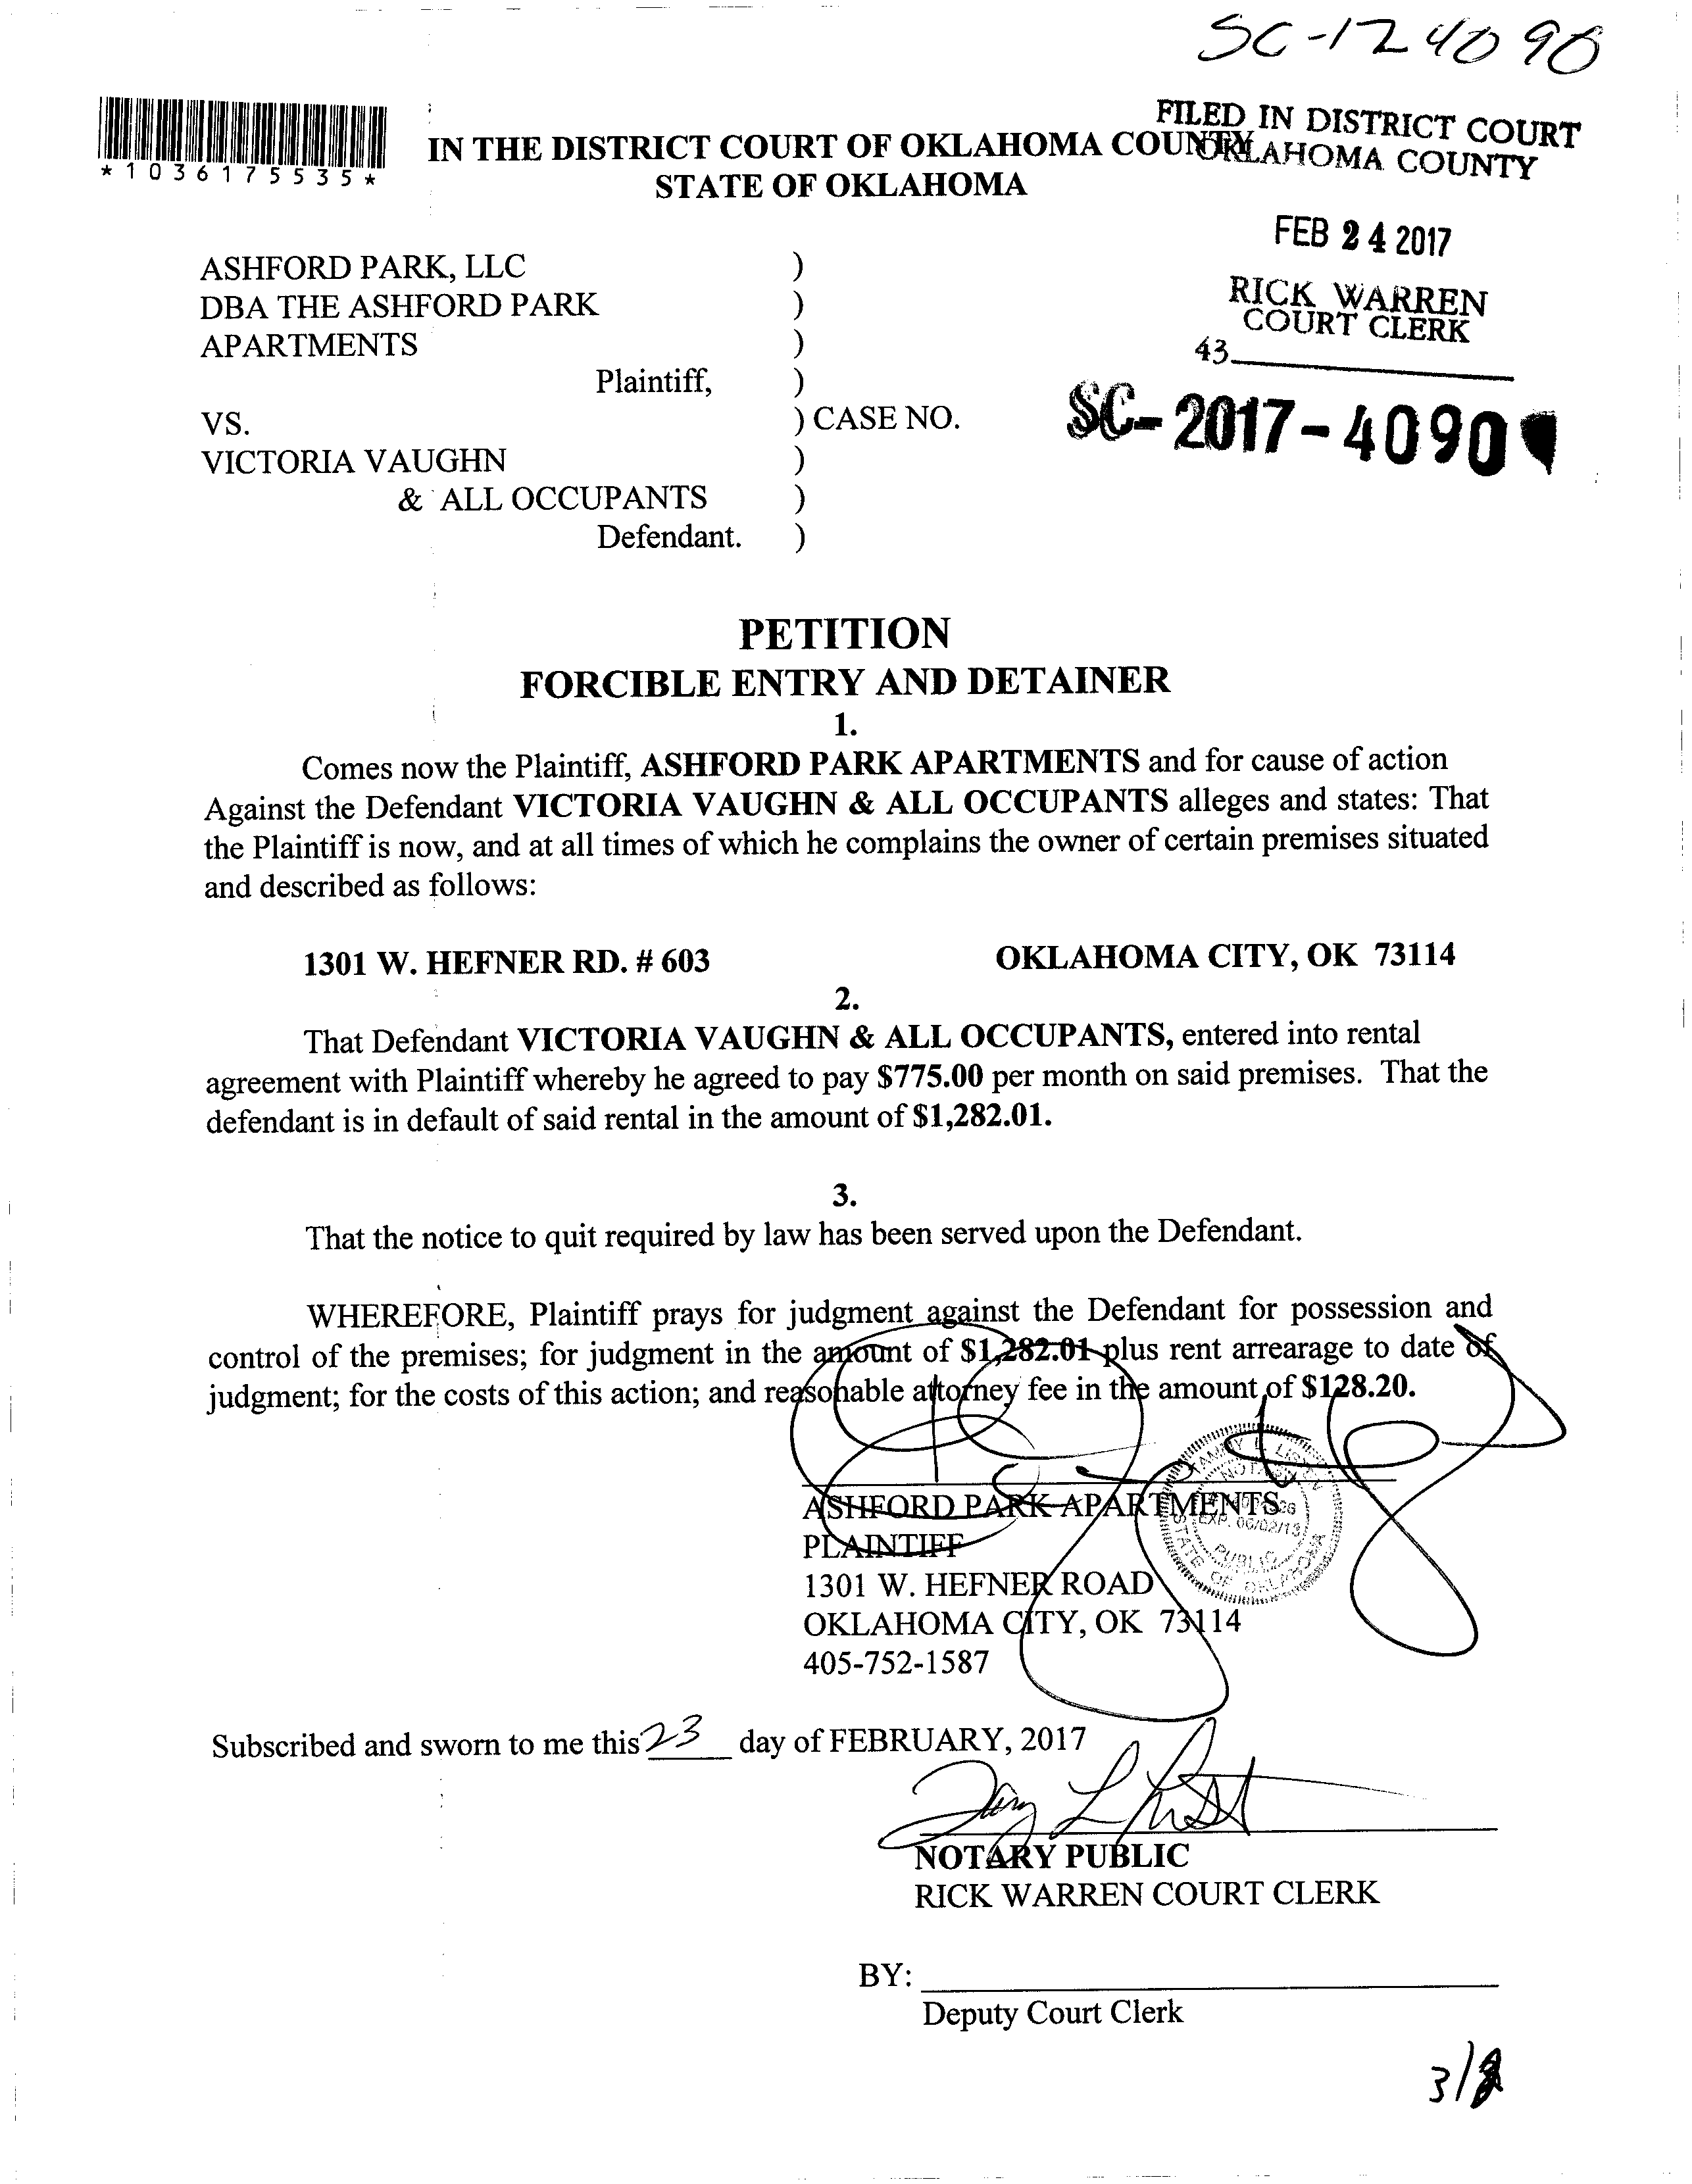 SC-124090
*1036175535*
FILED IN DISTRICT COURT
OKLAHOMA COUNTY
IN THE DISTRICT COURT OF OKLAHOMA COUNTY
STATE OF OKLAHOMA
FEB 24 2017
RICK WARREN
COURT CLERK
43
SC-2017-4090
ASHFORD PARK, LLC )
DBA THE ASHFORD PARK )
APARTMENTS )
Plaintiff, )
VS. ) CASE NO.
VICTORIA VAUGHN )
& ALL OCCUPANTS )
Defendant. )
PETITION
FORCIBLE ENTRY AND DETAINER
1.
Comes now the Plaintiff, ASHFORD PARK APARTMENTS and for cause of action
Against the Defendant VICTORIA VAUGHN & ALL OCCUPANTS alleges and states: That
the Plaintiff is now, and at all times of which he complains the owner of certain premises situated
and described as follows:
1301 W. HEFNER RD. # 603 OKLAHOMA CITY, OK 73114
2.
That Defendant VICTORIA VAUGHN & ALL OCCUPANTS, entered into rental
agreement with Plaintiff whereby he agreed to pay $775.00 per month on said premises. That the
defendant is in default of said rental in the amount of $1,282.01.
3.
That the notice to quit required by law has been served upon the Defendant.
WHEREFORE, Plaintiff prays for judgment against the Defendant for possession and
control of the premises; for judgment in the amount of $1,282.01 plus rent arrearage to date of
judgment; for the costs of this action; and reasonable attorney fee in the amount of $128.20.
ASHFORD PARK APARTMENTS
PLAINTIFF
1301 W. HEFNER ROAD
OKLAHOMA CITY, OK 73114
405-752-1587
NOTARY
PUBLIC
STATE OF OKLAHOMA
Subscribed and sworn to me this 23 day of FEBRUARY, 2017
NOTARY PUBLIC
RICK WARREN COURT CLERK
BY:
Deputy Court Clerk